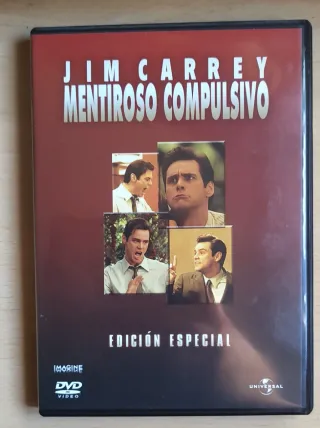 JIM CARREY
MENTIROSO COMPULSIVO
EDICIÓN ESPECIAL
IMAGINE
DVD
VIDEO
UNIVERSAL